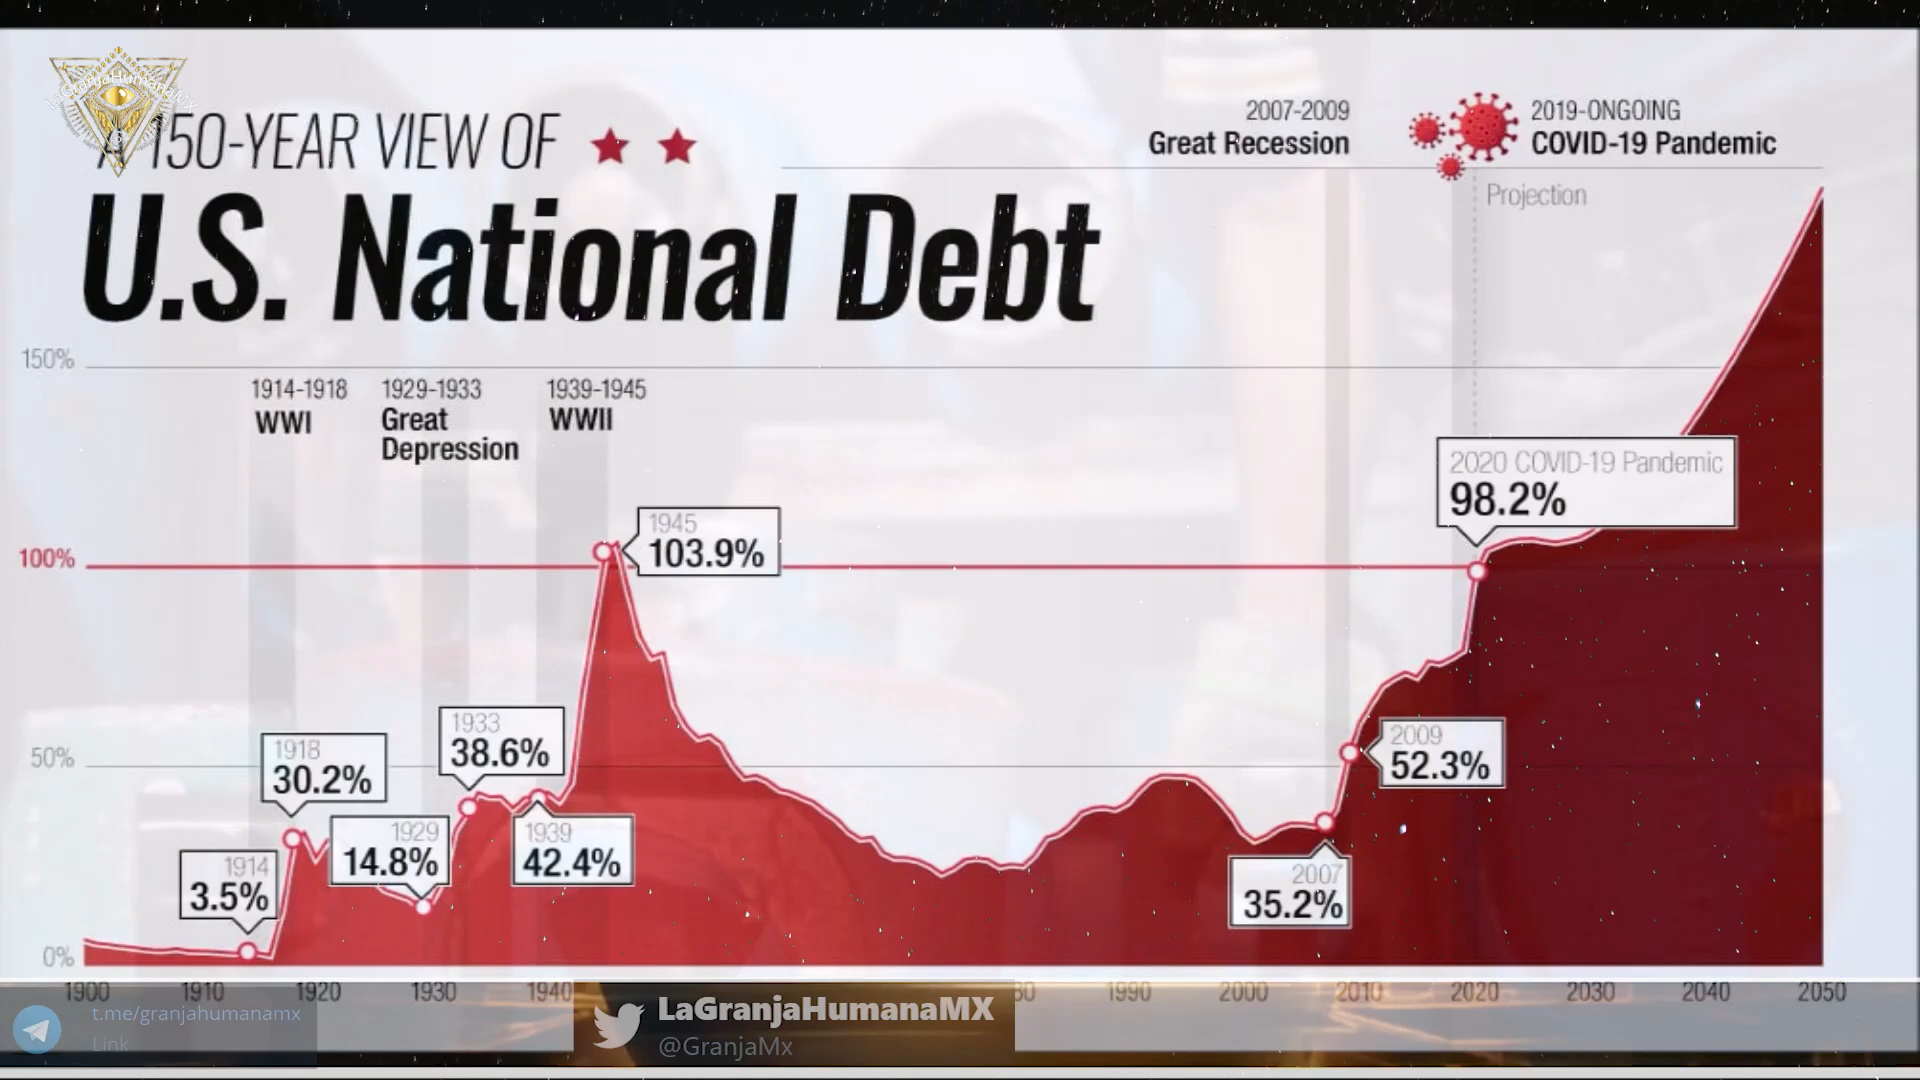 LaGranjaHumanaMX
A 150-YEAR VIEW OF
U.S. National Debt
2007-2009
Great Recession
2019-ONGOING
COVID-19 Pandemic
Projection
150%
1914-1918
WWI
1929-1933
Great
Depression
1939-1945
WWII
2020 COVID-19 Pandemic
98.2%
1945
103.9%
100%
1933
38.6%
1918
30.2%
2009
52.3%
50%
1929
14.8%
1939
42.4%
1914
3.5%
2007
35.2%
0%
1900 1910 1920 1930 1940 1990 2000 2010 2020 2030 2040 2050
t.me/granjahumanamx
Link
LaGranjaHumanaMX
@GranjaMx